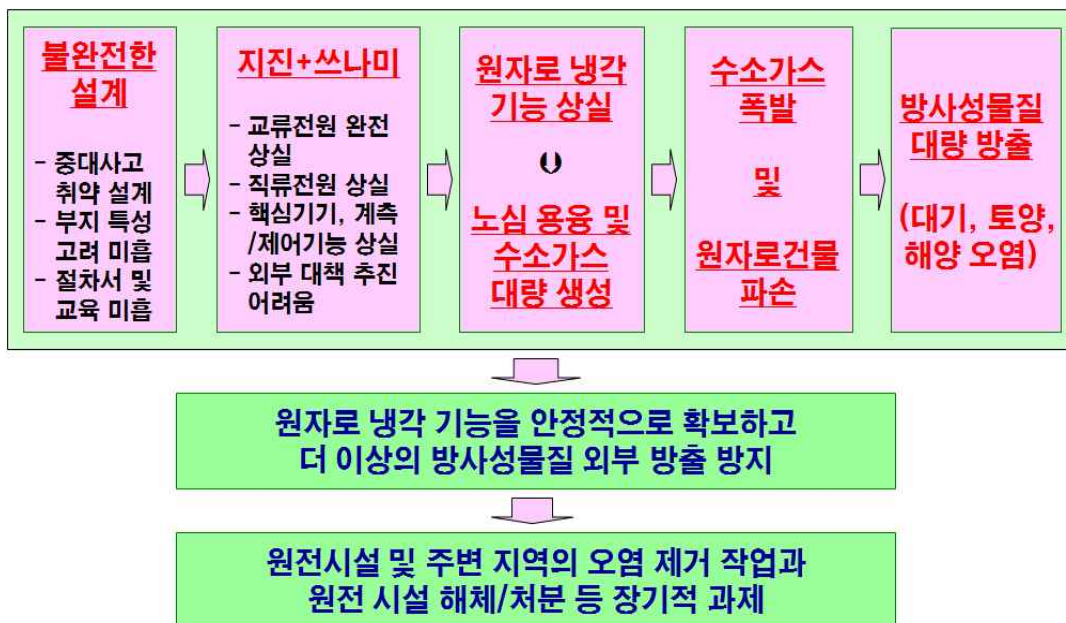 불완전한
설계
- 중대사고
취약 설계
- 부지 특성
고려 미흡
- 절차서 및
교육 미흡
지진+쓰나미
- 교류전원 완전
상실
- 직류전원 상실
- 핵심기기, 계측
/제어기능 상실
- 외부 대책 추진
어려움
원자로 냉각
기능 상실
노심 용융 및
수소가스
대량 생성
수소가스
폭발
및
원자로건물
파손
방사성물질
대량 방출
(대기, 토양,
해양 오염)
원자로 냉각 기능을 안정적으로 확보하고
더 이상의 방사성물질 외부 방출 방지
원전시설 및 주변 지역의 오염 제거 작업과
원전 시설 해체/처분 등 장기적 과제